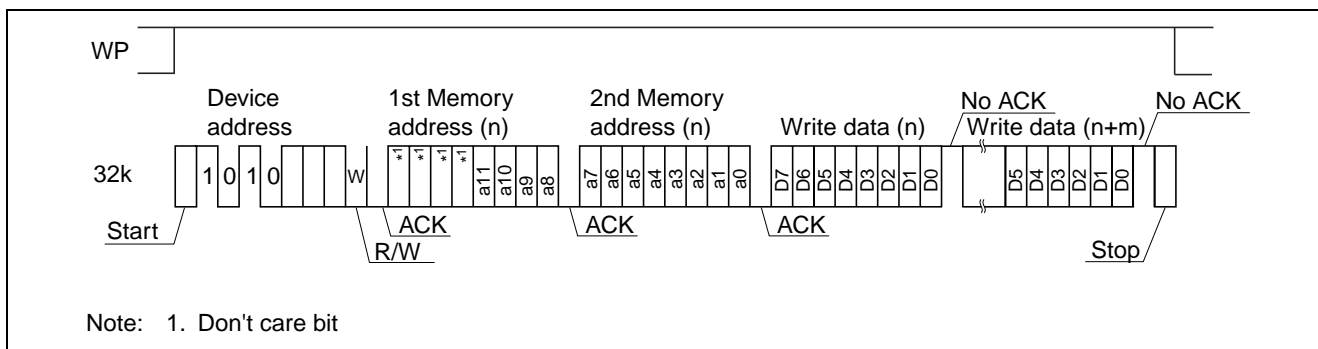 WP
Device
address
1st Memory
address (n)
2nd Memory
address (n)
Write data (n)
No ACK
Write data (n+m)
No ACK
32k
1 0 1 0 W *1 *1 *1 *1 a11 a10 a9 a8 a7 a6 a5 a4 a3 a2 a1 a0 D7 D6 D5 D4 D3 D2 D1 D0 D5 D4 D3 D2 D1 D0
Start
R/W
ACK
ACK
ACK
Stop
Note: 1. Don't care bit